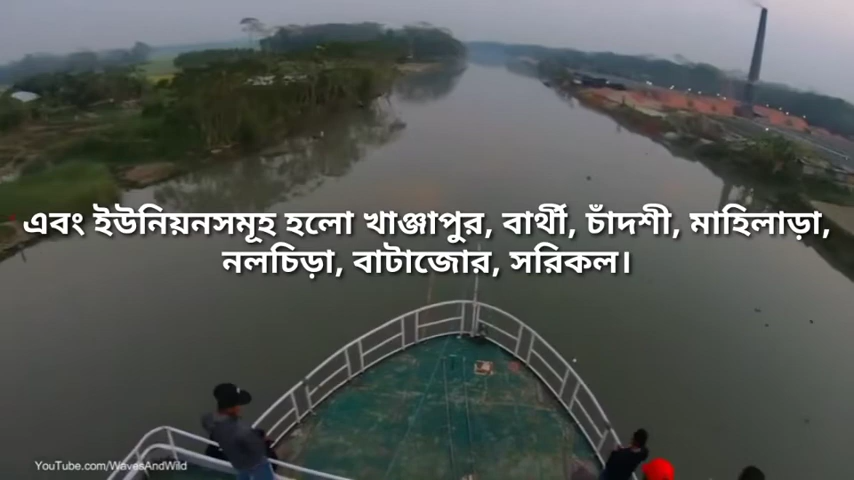 এবং ইউনিয়নসমূহ হলো খাঞ্জাপুর, বার্থী, চাঁদশী, মাহিলাড়া,
নলচিড়া, বাটাজোর, সরিকল।
YouTube.com/WavesAndWild